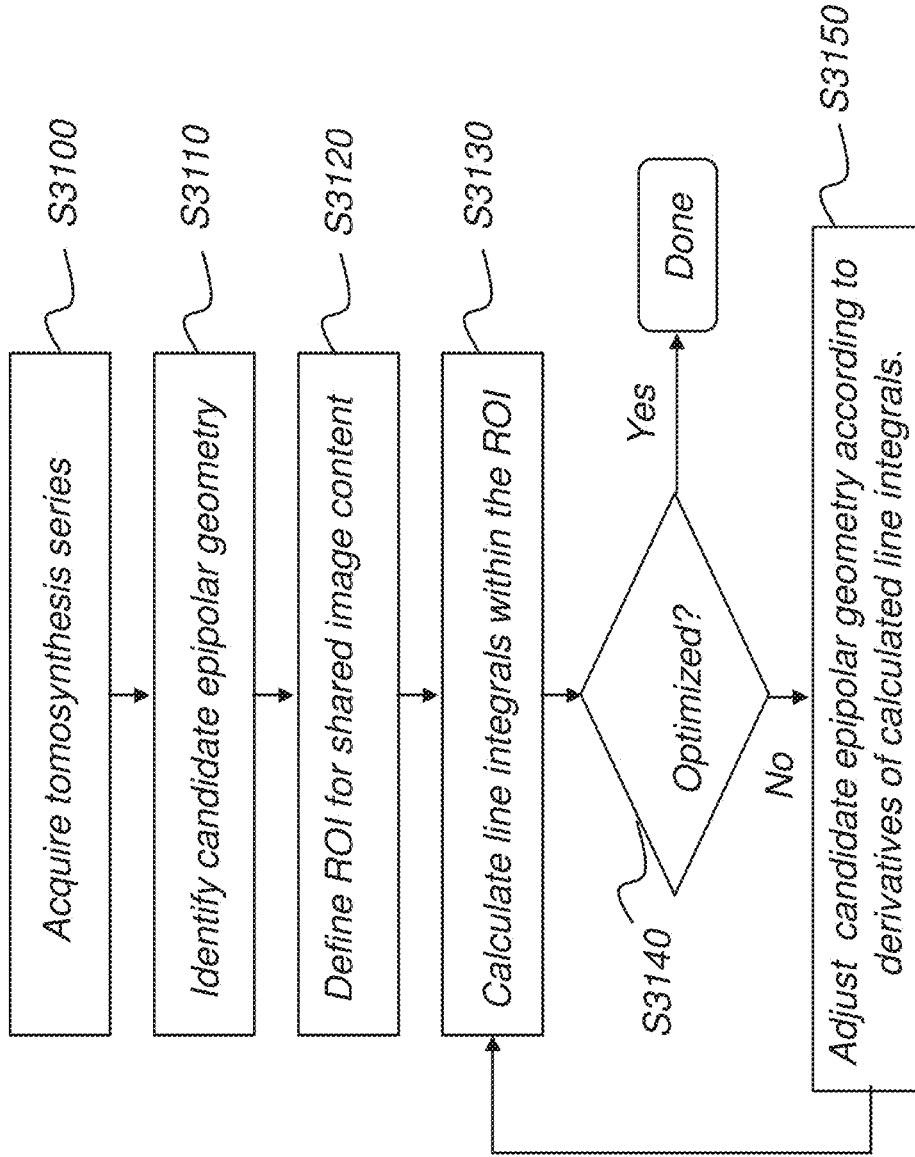 Acquire tomosynthesis series
S3100
Identify candidate epipolar geometry
S3110
Define ROI for shared image content
S3120
Calculate line integrals within the ROI
S3130
Optimized?
S3140
Yes
Done
No
Adjust candidate epipolar geometry according to
derivatives of calculated line integrals.
S3150